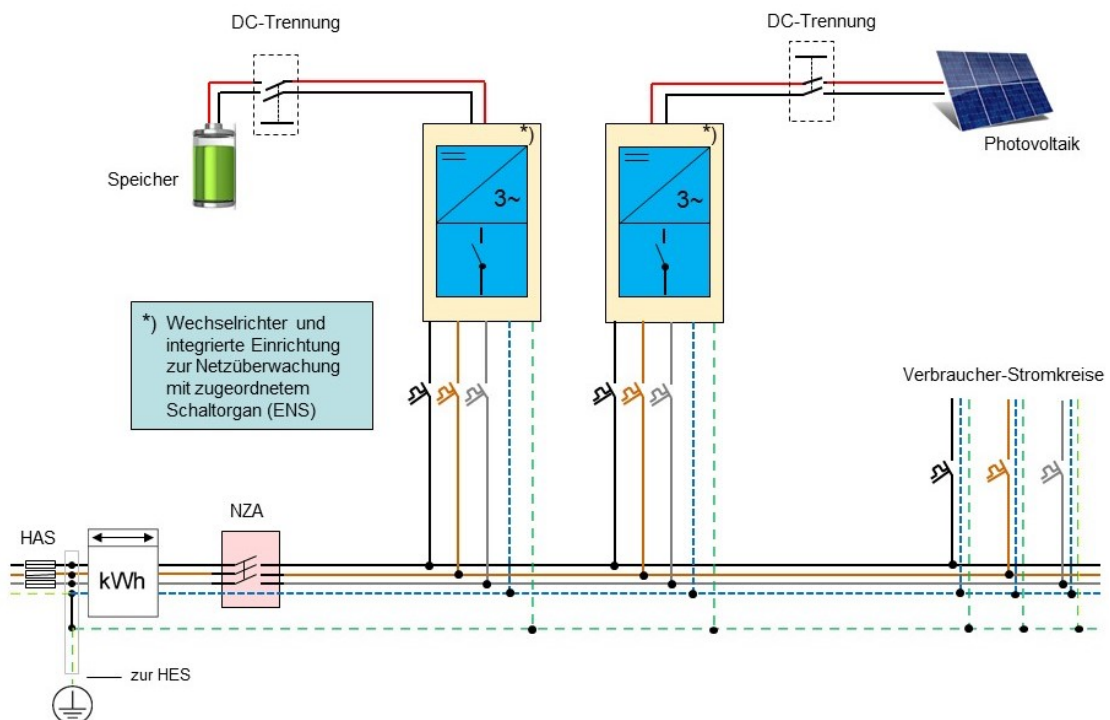 DC-Trennung
DC-Trennung
*)
*)
Photovoltaik
Speicher
3~
3~
*) Wechselrichter und
integrierte Einrichtung
zur Netzüberwachung
mit zugeordnetem
Schaltorgan (ENS)
Verbraucher-Stromkreise
NZA
HAS
kWh
zur HES